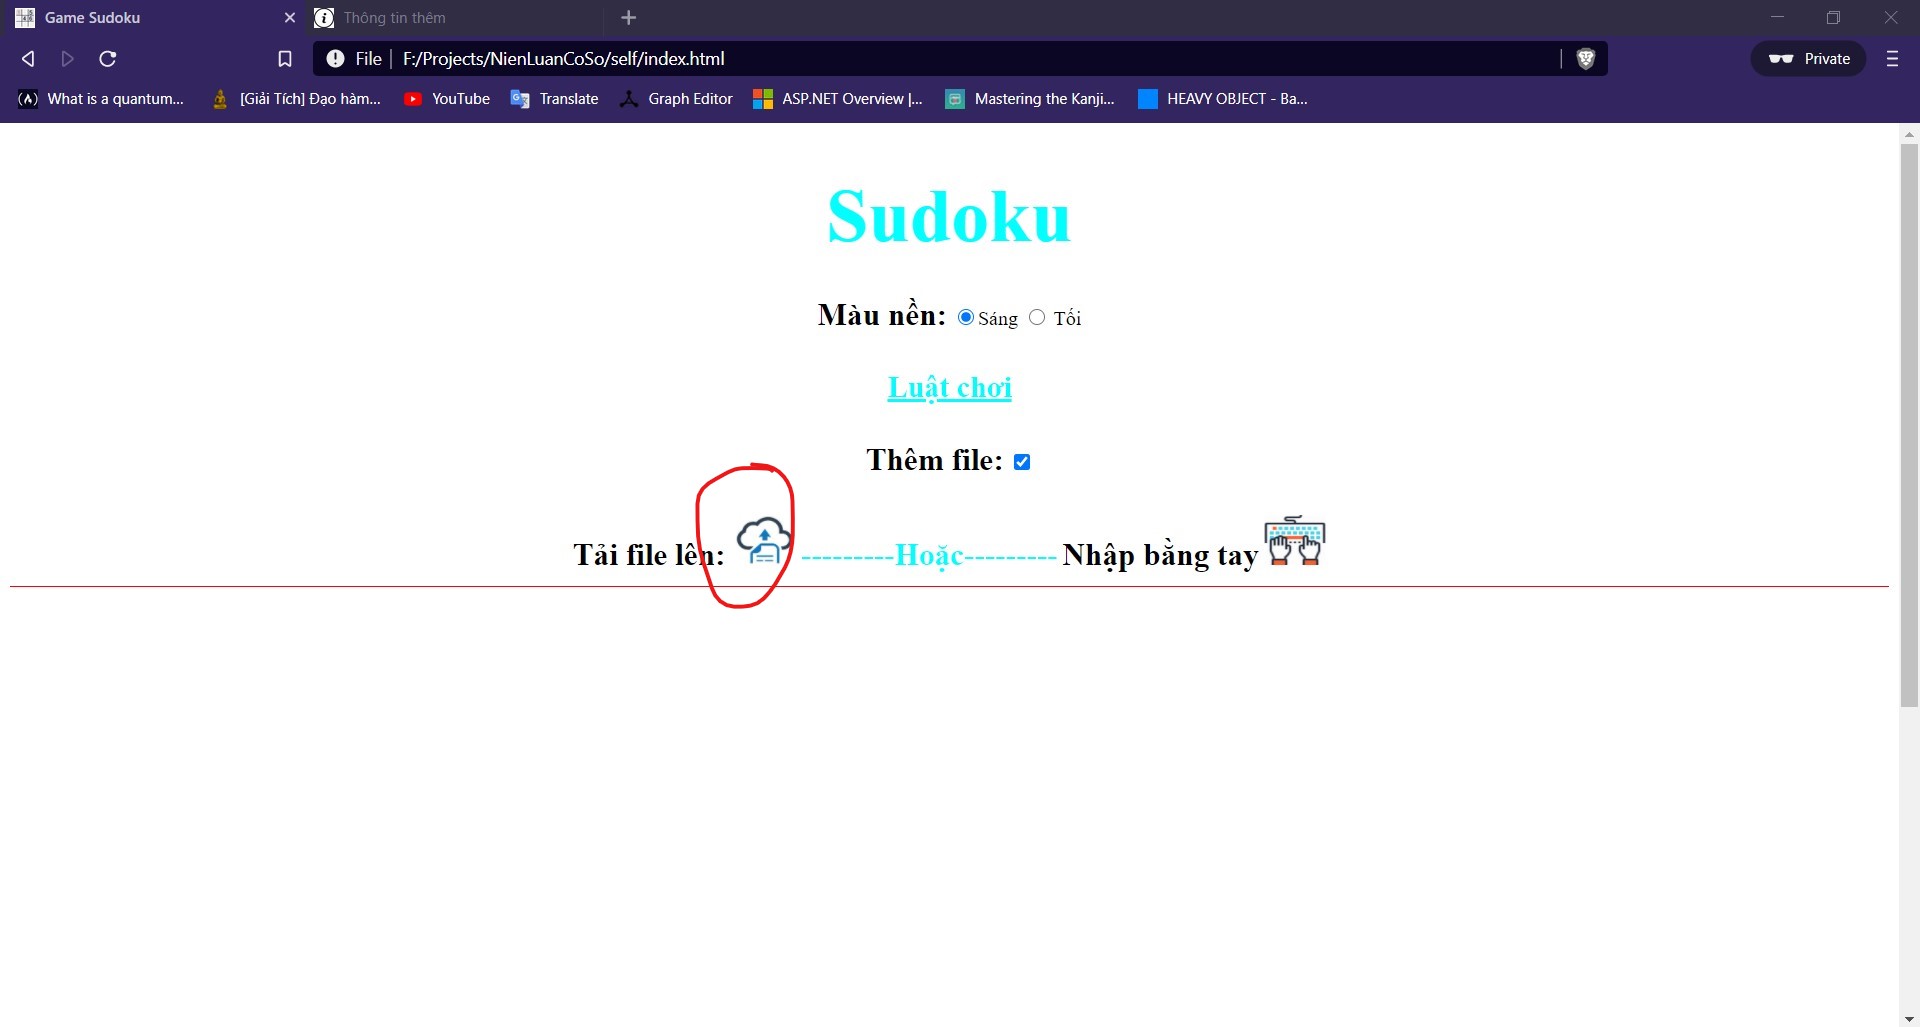 Game Sudoku
Thông tin thêm
File
F:/Projects/NienLuanCoSo/self/index.html
Private
What is a quantum...
[Giải Tích] Đạo hàm...
YouTube
Translate
Graph Editor
ASP.NET Overview |...
Mastering the Kanji...
HEAVY OBJECT - Ba...
Sudoku
Màu nền: Sáng Tối
Luật chơi
Thêm file:
Tải file lên: ---------Hoặc--------- Nhập bằng tay